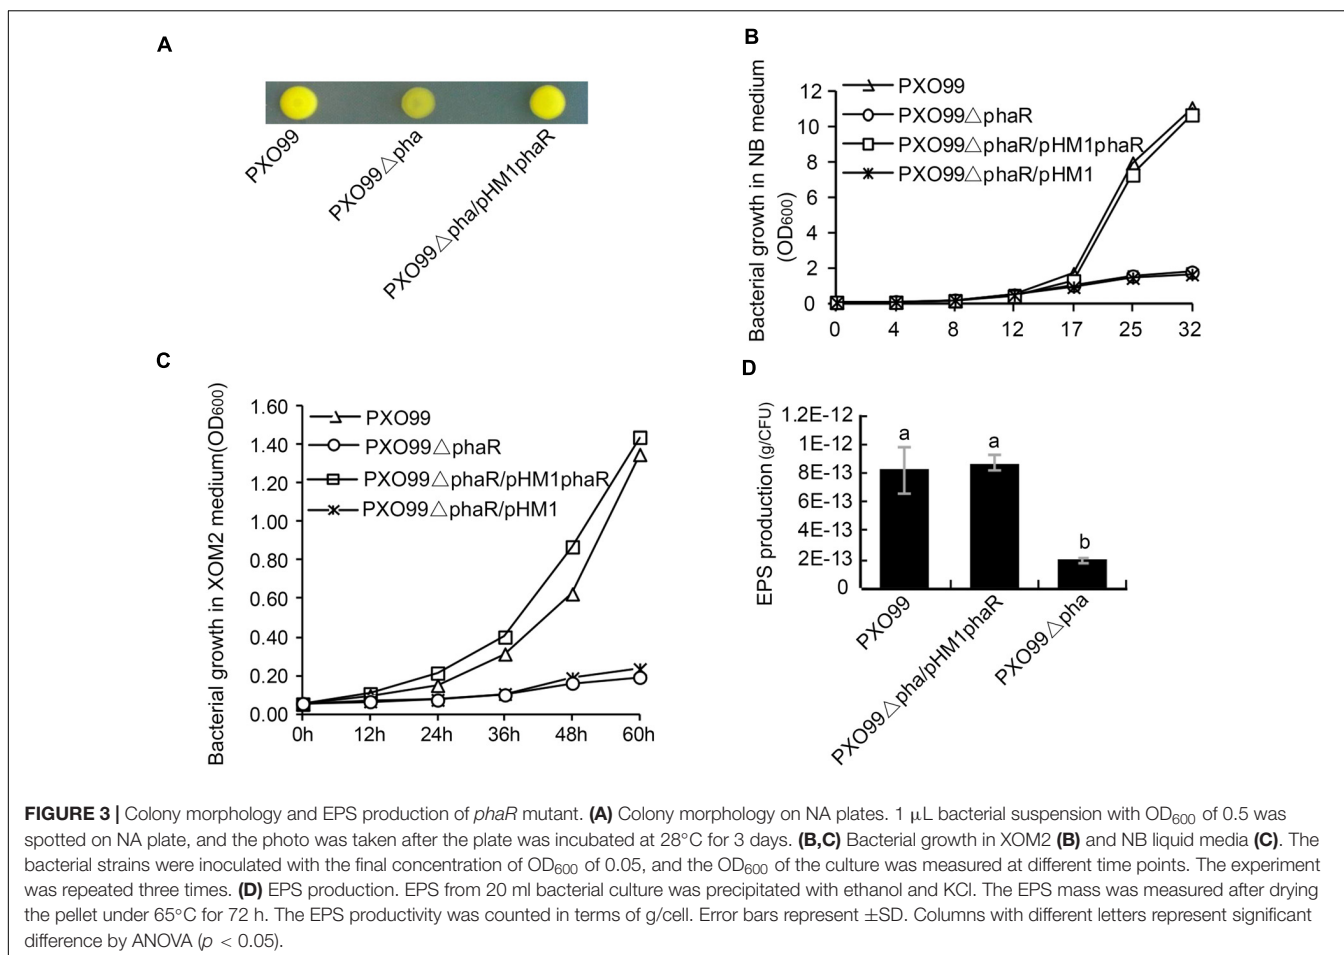 A
PXO99
PXO99△pha
PXO99△pha/pHM1phaR
B
Bacterial growth in NB medium
(OD600)
12
10
8
6
4
2
0
PXO99
PXO99△phaR
PXO99△phaR/pHM1phaR
PXO99△phaR/pHM1
0 4 8 12 17 25 32
C
Bacterial growth in XOM2 medium(OD600)
1.60
1.40
1.20
1.00
0.80
0.60
0.40
0.20
0.00
PXO99
PXO99△phaR
PXO99△phaR/pHM1phaR
PXO99△phaR/pHM1
0h 12h 24h 36h 48h 60h
D
EPS production (g/CFU)
1.2E-12
1E-12
8E-13
6E-13
4E-13
2E-13
0
a
a
b
PXO99
PXO99△pha/pHM1phaR
PXO99△pha
FIGURE 3 | Colony morphology and EPS production of phaR mutant. (A) Colony morphology on NA plates. 1 μL bacterial suspension with OD600 of 0.5 was
spotted on NA plate, and the photo was taken after the plate was incubated at 28°C for 3 days. (B,C) Bacterial growth in XOM2 (B) and NB liquid media (C). The
bacterial strains were inoculated with the final concentration of OD600 of 0.05, and the OD600 of the culture was measured at different time points. The experiment
was repeated three times. (D) EPS production. EPS from 20 ml bacterial culture was precipitated with ethanol and KCl. The EPS mass was measured after drying
the pellet under 65°C for 72 h. The EPS productivity was counted in terms of g/cell. Error bars represent ±SD. Columns with different letters represent significant
difference by ANOVA (p < 0.05).